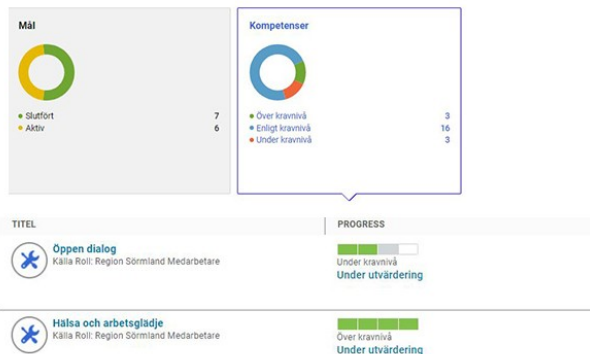 Mål
Slutfört 7
Aktiv 6
Kompetenser
Över kravnivå 3
Enligt kravnivå 16
Under kravnivå 3
TITEL PROGRESS
Öppen dialog
Källa Roll: Region Sörmland Medarbetare
Under kravnivå
Under utvärdering
Hälsa och arbetsglädje
Källa Roll: Region Sörmland Medarbetare
Över kravnivå
Under utvärdering